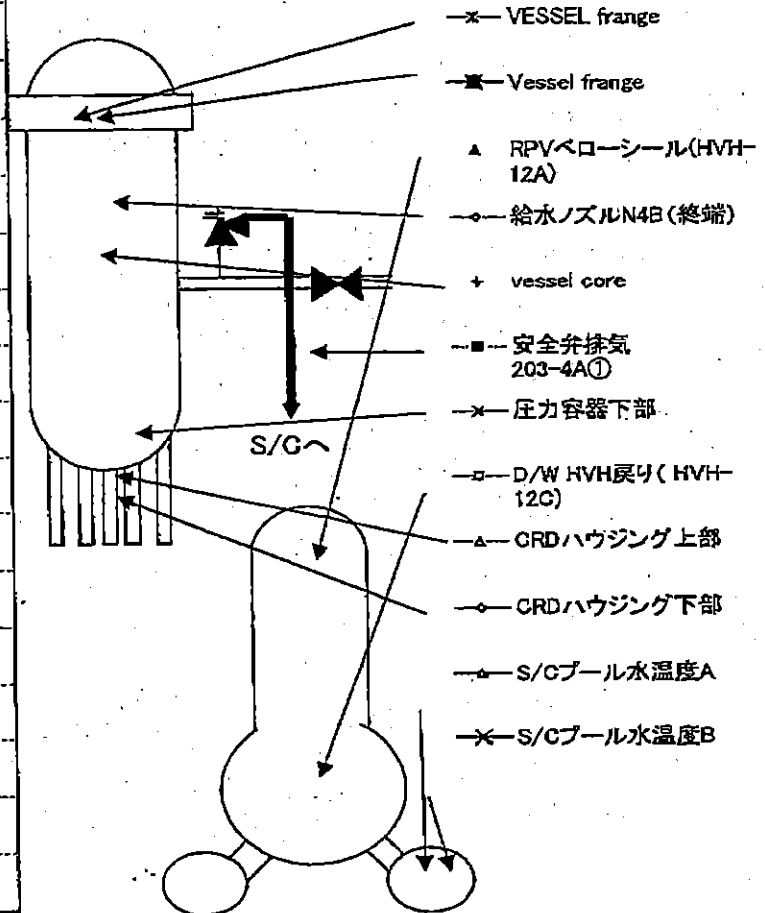 VESSEL frange
Vessel frange
RPVベローシール(HVH-
12A)
給水ノズルN4B(終端)
vessel core
安全弁排気
203-4A①
圧力容器下部
S/Cへ
D/W HVH戻り( HVH-
12C)
CRDハウジング上部
CRDハウジング下部
S/Cプール水温度A
S/Cプール水温度B